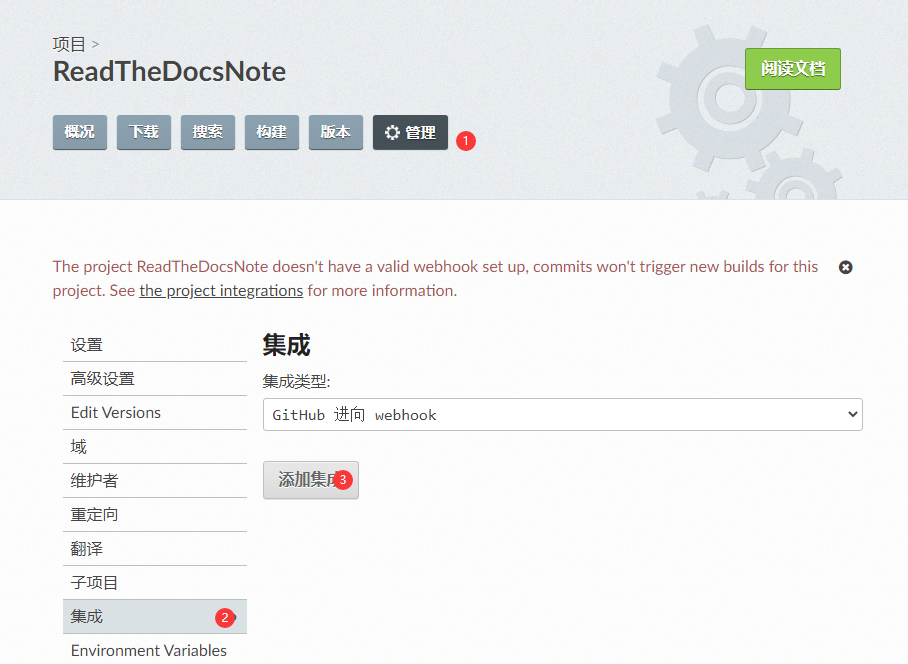 项目 >
ReadTheDocsNote
阅读文档
概况 下载 搜索 构建 版本 管理 1
The project ReadTheDocsNote doesn't have a valid webhook set up, commits won't trigger new builds for this
project. See the project integrations for more information.
设置
高级设置
Edit Versions
域
维护者
重定向
翻译
子项目
集成 2
Environment Variables
集成
集成类型:
GitHub 进向 webhook
添加集成 3